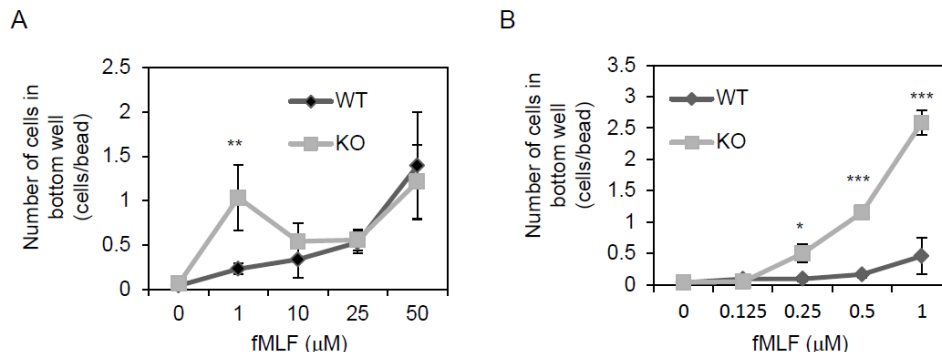 A
Number of cells in
bottom well
(cells/bead)
2.5
2
1.5
1
0.5
0
WT
KO
**
0 1 10 25 50
fMLF (μM)
B
Number of cells in
bottom well
(cells/bead)
3.5
3
2.5
2
1.5
1
0.5
0
WT
KO
*
***
***
0 0.125 0.25 0.5 1
fMLF (μM)